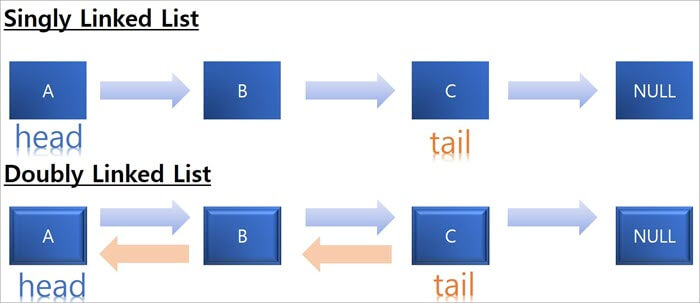 Singly Linked List
A B C NULL
head tail
Doubly Linked List
A B C NULL
head tail